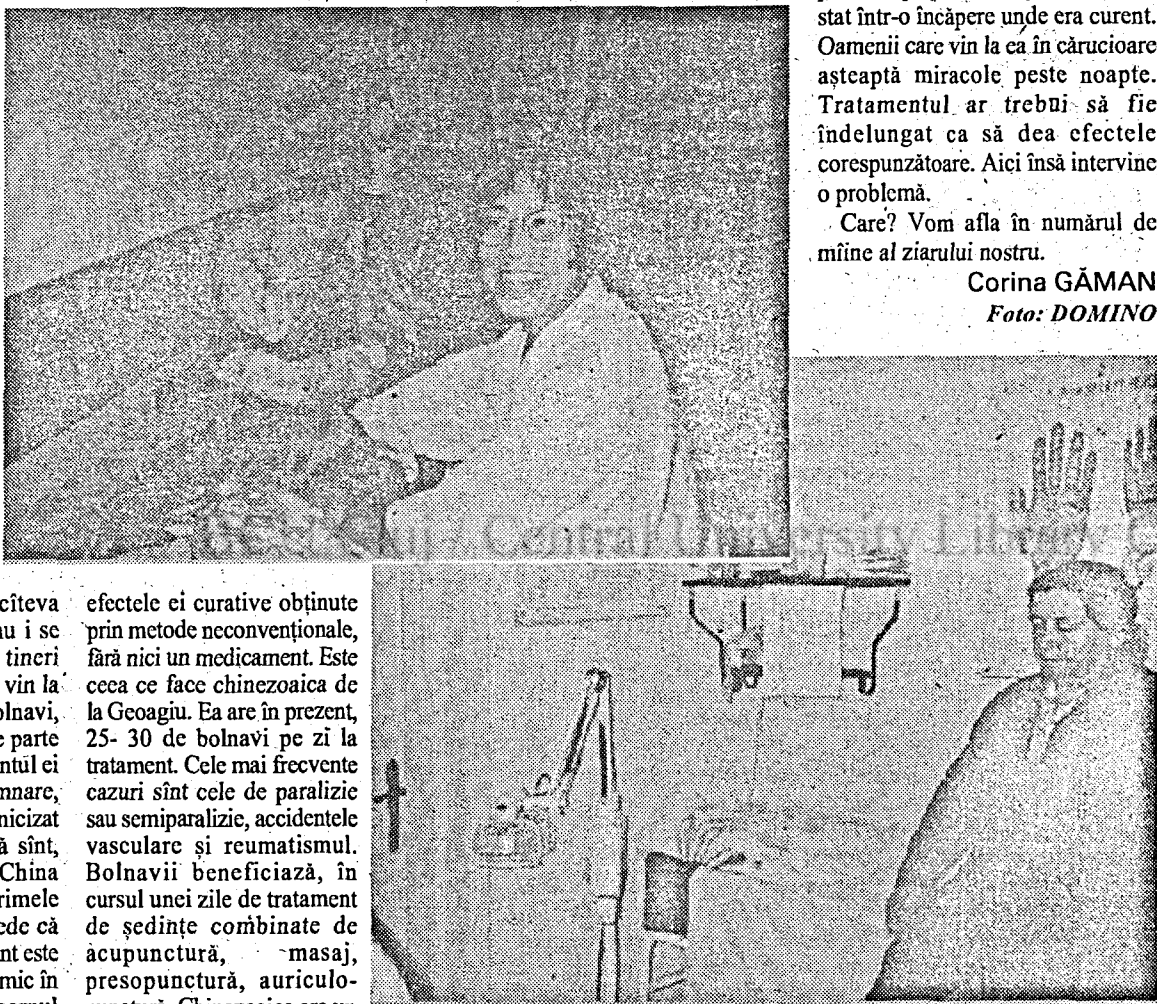 cîteva
u i se
tineri
vin la
olnavi,
e parte
ntul ei
mnare,
nicizat
ă sînt,
China
rimele
ede că
nt este
mic în
efectele ei curative obținute
prin metode neconvenționale,
fără nici un medicament. Este
ceea ce face chinezoaica de
la Geoagiu. Ea are în prezent,
25- 30 de bolnavi pe zi la
tratament. Cele mai frecvente
cazuri sînt cele de paralizie
sau semiparalizie, accidentele
vasculare și reumatismul.
Bolnavii beneficiază, în
cursul unei zile de tratament
de ședințe combinate de
acupunctură, masaj,
presopunctură, auriculo-
stat într-o încăpere unde era curent.
Oamenii care vin la ea în cărucioare
așteaptă miracole peste noapte.
Tratamentul ar trebui să fie
îndelungat ca să dea efectele
corespunzătoare. Aici însă intervine
o problemă.
Care? Vom afla în numărul de
mîine al ziarului nostru.
Corina GĂMAN
Foto: DOMINO
Central University Library C